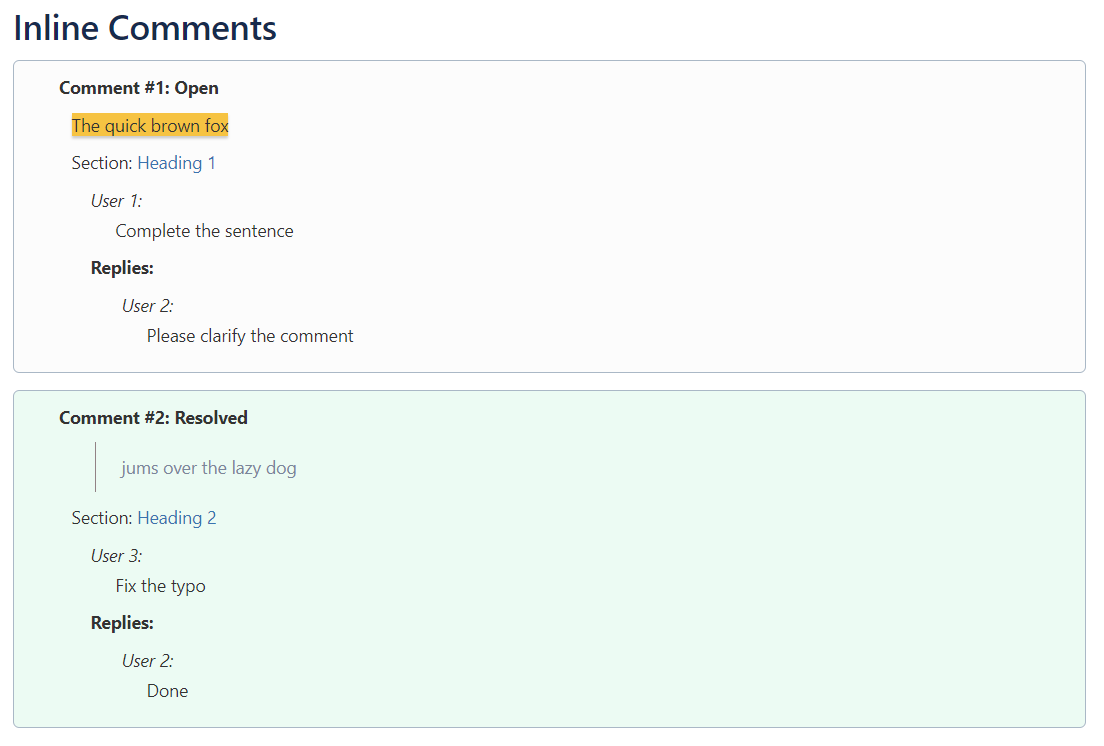 Inline Comments
Comment #1: Open
The quick brown fox
Section: Heading 1
User 1:
Complete the sentence
Replies:
User 2:
Please clarify the comment
Comment #2: Resolved
jums over the lazy dog
Section: Heading 2
User 3:
Fix the typo
Replies:
User 2:
Done